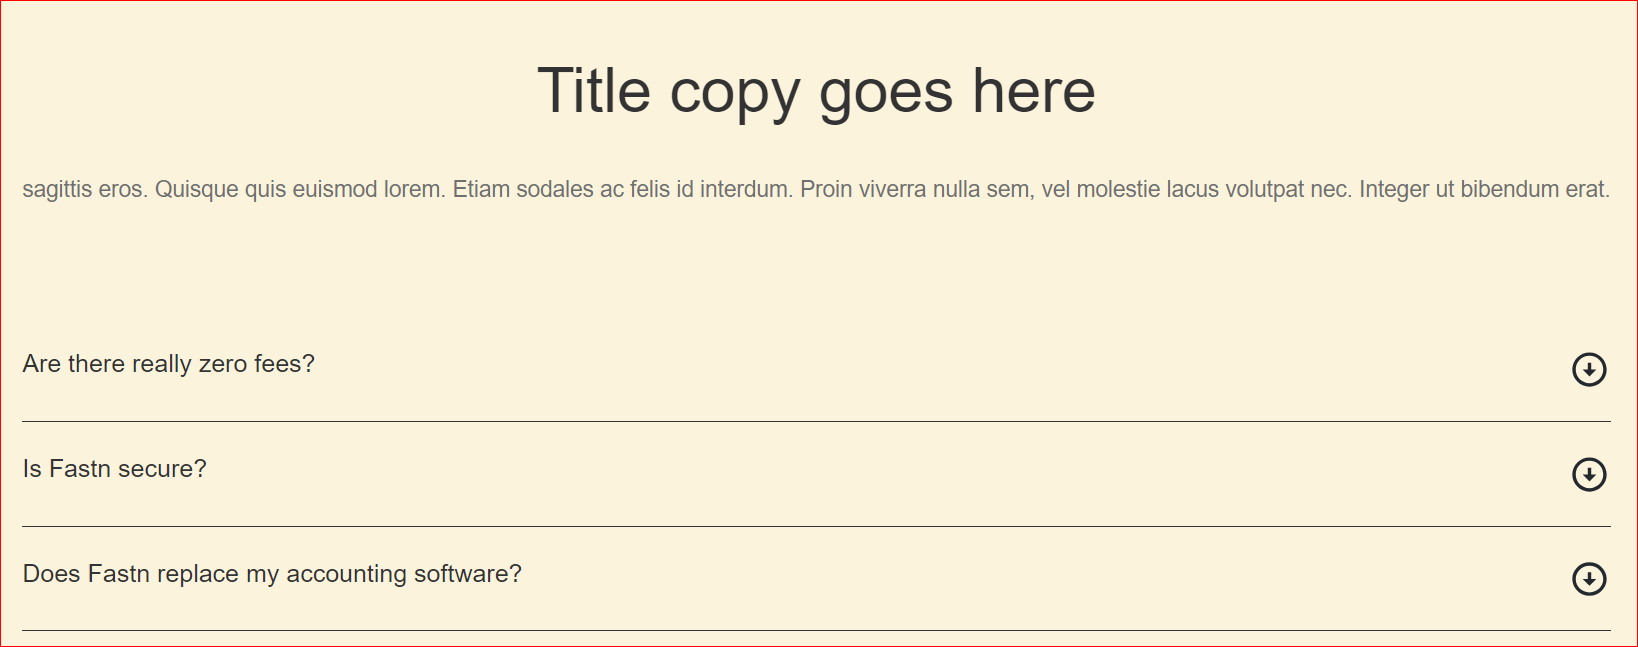 Title copy goes here
sagittis eros. Quisque quis euismod lorem. Etiam sodales ac felis id interdum. Proin viverra nulla sem, vel molestie lacus volutpat nec. Integer ut bibendum erat.
Are there really zero fees?
Is Fastn secure?
Does Fastn replace my accounting software?